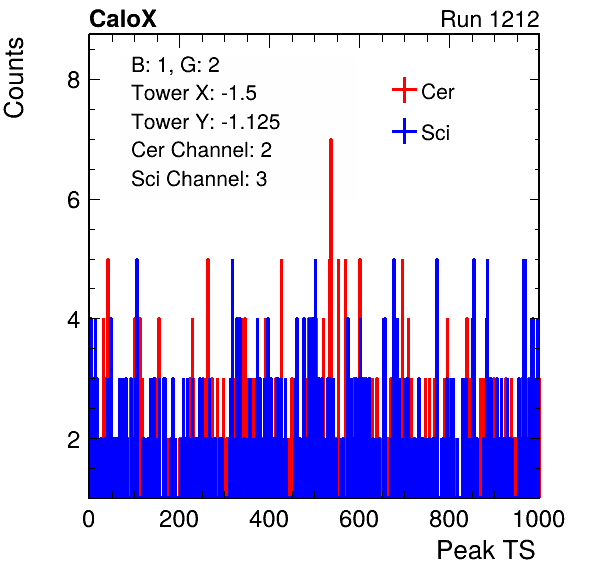 CaloX Run 1212
Counts
B: 1, G: 2
Tower X: -1.5
Tower Y: -1.125
Cer Channel: 2
Sci Channel: 3
Cer
Sci
8
6
4
2
0 200 400 600 800 1000
Peak TS